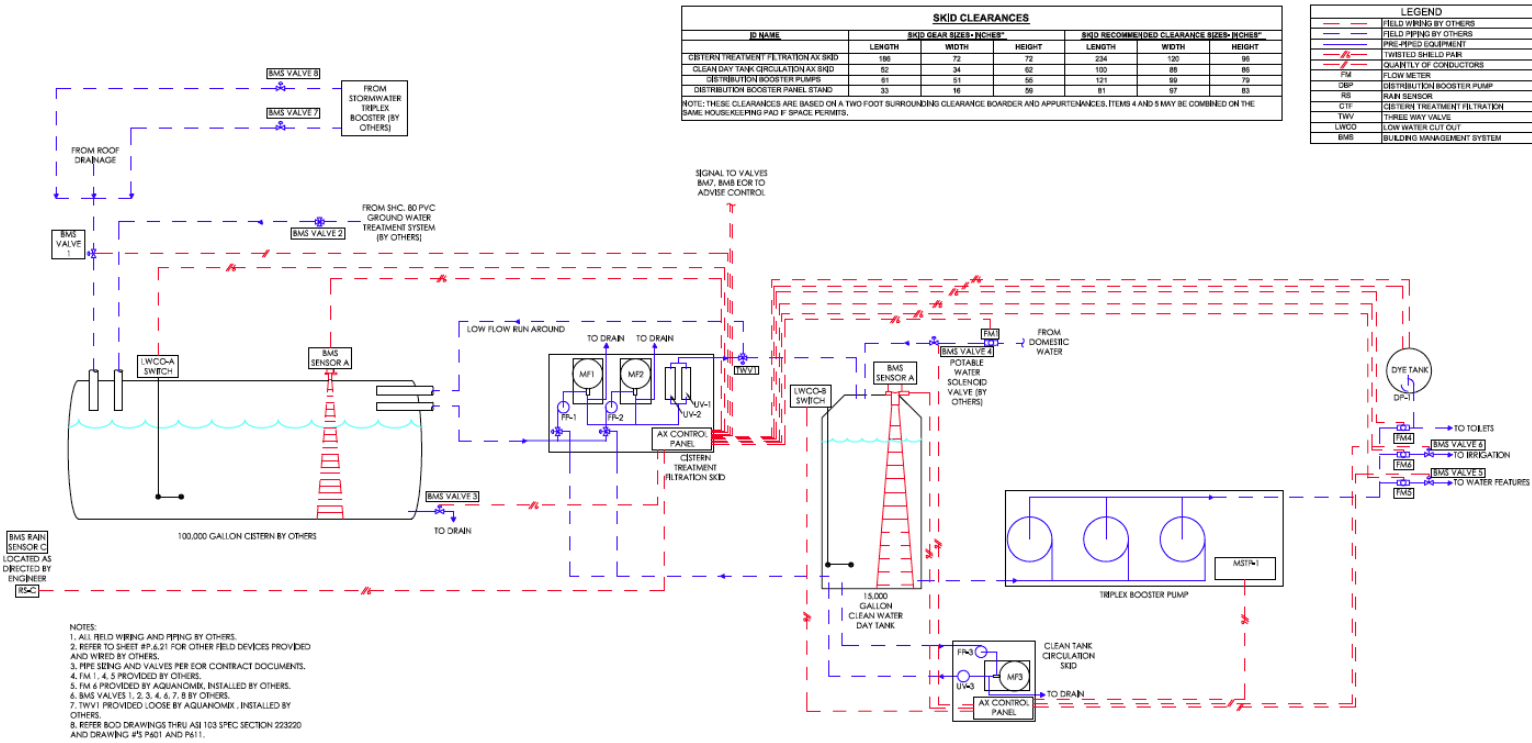 SKID CLEARANCES
ID NAME SKID GEAR SIZES- INCHES" SKID RECOMMENDED CLEARANCE SIZES- INCHES"
LENGTH WIDTH HEIGHT LENGTH WIDTH HEIGHT
CISTERN TREATMENT FILTRATION AX SKID 186 72 72 234 120 96
CLEAN DAY TANK CIRCULATION AX SKID 52 34 62 100 88 86
DISTRIBUTION BOOSTER PUMPS 61 51 55 121 99 79
DISTRIBUTION BOOSTER PANEL STAND 33 16 59 81 97 83
NOTE: THESE CLEARANCES ARE BASED ON A TWO FOOT SURROUNDING CLEARANCE BOARDER AND APPURTENANCES. ITEMS 4 AND 5 MAY BE COMBINED ON THE
SAME HOUSEKEEPING PAD IF SPACE PERMITS.
LEGEND
FIELD WIRING BY OTHERS
FIELD PIPING BY OTHERS
PRE-PIPED EQUIPMENT
TWISTED SHIELD PAIR
QUANTILY OF CONDUCTORS
FM FLOW METER
DBP DISTRIBUTION BOOSTER PUMP
RS RAIN SENSOR
CTF CISTERN TREATMENT FILTRATION
TWV THREE WAY VALVE
LWCO LOW WATER CUT OUT
BMS BUILDING MANAGEMENT SYSTEM
BMS VALVE 8
FROM
STORMWATER
TRIPLEX
BOOSTER (BY
OTHERS)
BMS VALVE 7
FROM ROOF
DRAINAGE
BMS
VALVE
1
FROM SHC. 80 PVC
GROUND WATER
TREATMENT SYSTEM
(BY OTHERS)
BMS VALVE 2
SIGNAL TO VALVES
BM7, BM8 EOR TO
ADVISE CONTROL
LWCO-A
SWITCH
BMS
SENSOR A
LOW FLOW RUN AROUND
TO DRAIN
TO DRAIN
MF1
MF2
FP-1
FP-2
UV-1
UV-2
TWV1
AX CONTROL
PANEL
CISTERN
TREATMENT
FILTRATION SKID
BMS VALVE 3
TO DRAIN
100,000 GALLON CISTERN BY OTHERS
BMS RAIN
SENSOR C
LOCATED AS
DIRECTED BY
ENGINEER
RS-C
LWCO-B
SWITCH
BMS
SENSOR A
FM1
FROM
DOMESTIC
WATER
BMS VALVE 4
POTABLE
WATER
SOLENOID
VALVE (BY
OTHERS)
15,000
GALLON
CLEAN WATER
DAY TANK
DYE TANK
DP-1
TO TOILETS
FM4
BMS VALVE 6
TO IRRIGATION
FM6
BMS VALVE 5
TO WATER FEATURES
FM5
MSTP-1
TRIPLEX BOOSTER PUMP
FP-3
UV-3
MF3
CLEAN TANK
CIRCULATION
SKID
TO DRAIN
AX CONTROL
PANEL
NOTES:
1. ALL FIELD WIRING AND PIPING BY OTHERS.
2. REFER TO SHEET #P.6.21 FOR OTHER FIELD DEVICES PROVIDED
AND WIRED BY OTHERS.
3. PIPE SIZING AND VALVES PER EOR CONTRACT DOCUMENTS.
4. FM 1, 4, 5 PROVIDED BY OTHERS.
5. FM 6 PROVIDED BY AQUANOMIX, INSTALLED BY OTHERS.
6. BMS VALVES 1, 2, 3, 4, 6, 7, 8 BY OTHERS.
7. TWV1 PROVIDED LOOSE BY AQUANOMIX , INSTALLED BY
OTHERS.
8. REFER BOD DRAWINGS THRU ASI 103 SPEC SECTION 223220
AND DRAWING #'S P601 AND P611.